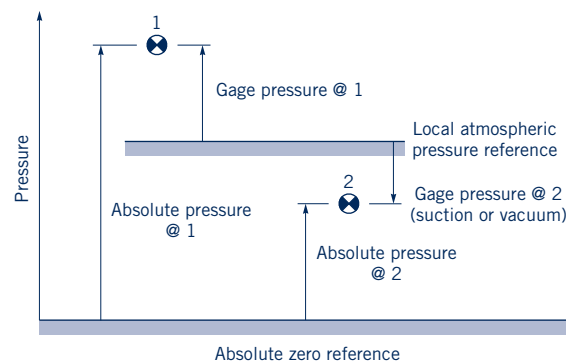 1
Gage pressure @ 1
Local atmospheric
pressure reference
Pressure
2
Gage pressure @ 2
(suction or vacuum)
Absolute pressure
@ 1
Absolute pressure
@ 2
Absolute zero reference